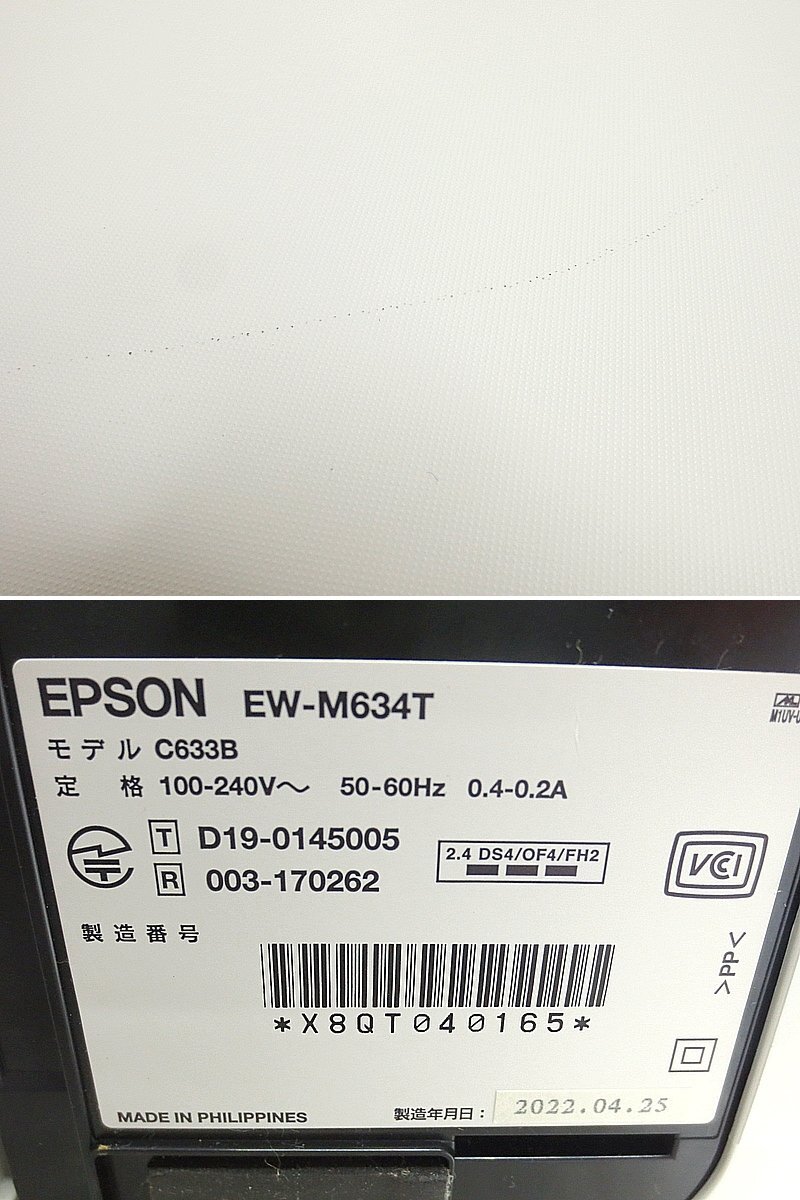 EPSON EW-M634T
モデル C633B
定 格 100-240V～ 50-60Hz 0.4-0.2A
T D19-0145005
R 003-170262
2.4 DS4/OF4/FH2
VCCI
製造番号
>PP<
*X8QT040165*
MADE IN PHILIPPINES 製造年月日： 2022.04.25